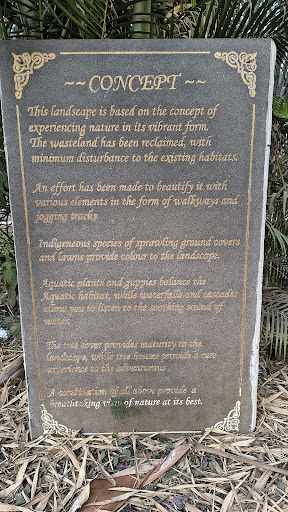 ~~ CONCEPT ~~
This landscape is based on the concept of
experiencing nature in its vibrant form.
The wasteland has been reclaimed, with
minimum disturbance to the existing habitats.
An effort has been made to beautify it with
various elements in the form of walkways and
jogging tracks
Indigeneous species of sprawling ground covers
and lawns provide colour to the landscape.
Aquatic plants and guppies balance the
Aquatic habitat, while waterfalls and cascades
allow you to listen to the soothing sound of
water.
The tree cover provides maturity to the
landscape, while tree houses provide a rare
experience to the adventurous.
A combination of all above provide a
breathtaking view of nature at its best.